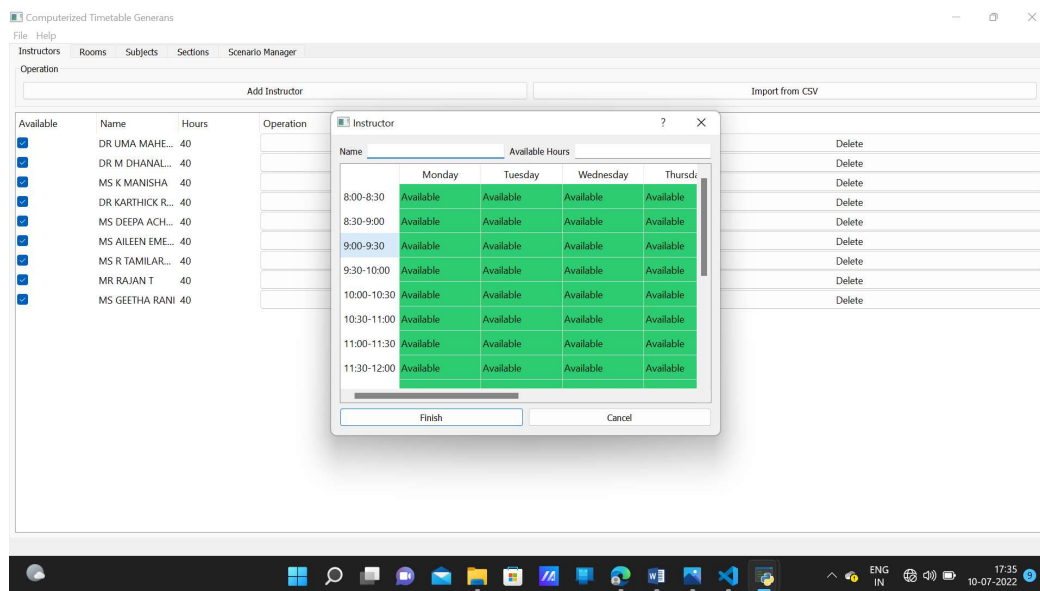 Computerized Timetable Generans
File Help
Instructors Rooms Subjects Sections Scenario Manager
Operation
Add Instructor Import from CSV
Available Name Hours Operation
DR UMA MAHE... 40 Delete
DR M DHANAL... 40 Delete
MS K MANISHA 40 Delete
DR KARTHICK R... 40 Delete
MS DEEPA ACH... 40 Delete
MS AILEEN EME... 40 Delete
MS R TAMILAR... 40 Delete
MR RAJAN T 40 Delete
MS GEETHA RANI 40 Delete
Instructor ?
Name Available Hours
Monday Tuesday Wednesday Thursda
8:00-8:30 Available Available Available Available
8:30-9:00 Available Available Available Available
9:00-9:30 Available Available Available Available
9:30-10:00 Available Available Available Available
10:00-10:30 Available Available Available Available
10:30-11:00 Available Available Available Available
11:00-11:30 Available Available Available Available
11:30-12:00 Available Available Available Available
Finish Cancel
ENG 17:35
IN 10-07-2022 9